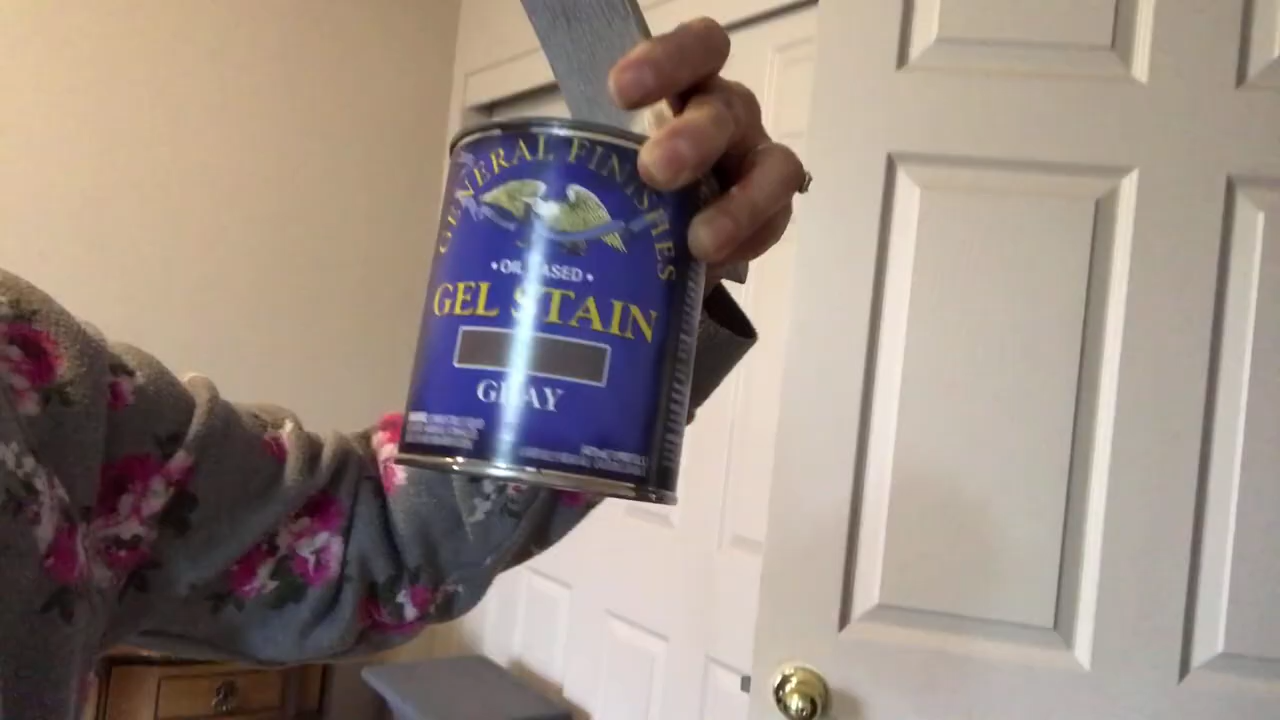 GENERAL FINISHES
• OIL BASED •
GEL STAIN
GRAY